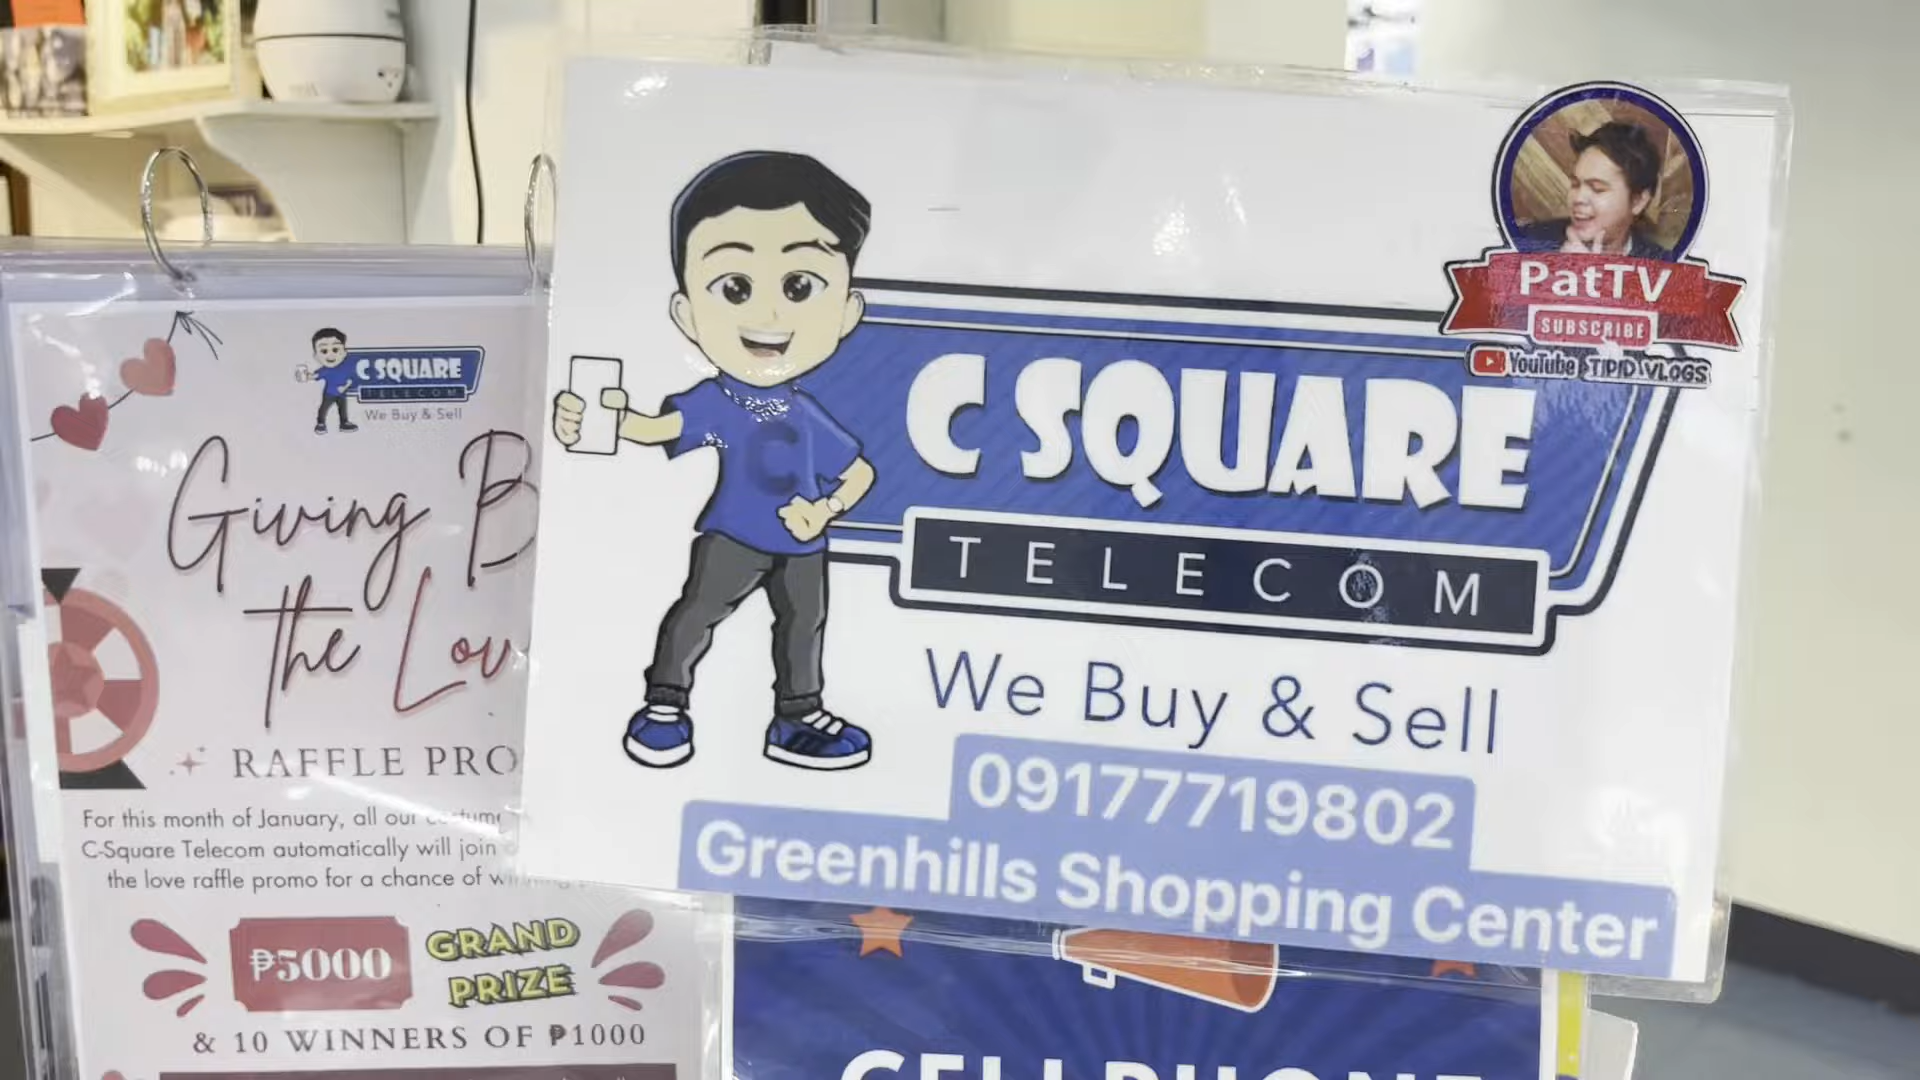 PatTV
SUBSCRIBE
YouTube TIPID VLOGS
C SQUARE
TELECOM
We Buy & Sell
09177719802
Greenhills Shopping Center
C SQUARE
TELECOM
We Buy & Sell
Giving B
the Lov
RAFFLE PRO
For this month of January, all our
C-Square Telecom automatically will join
the love raffle promo for a chance of
₱5000
GRAND
PRIZE
& 10 WINNERS OF ₱1000
CELLPHONE